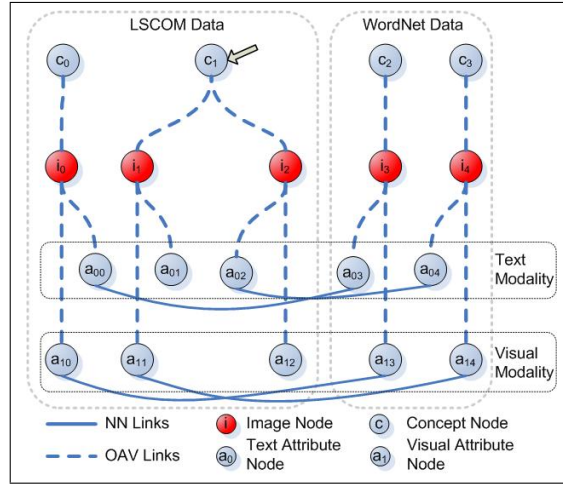 LSCOM Data WordNet Data
c0 c1 c2 c3
i0 i1 i2 i3 i4
a00 a01 a02 a03 a04
Text
Modality
a10 a11 a12 a13 a14
Visual
Modality
NN Links i Image Node c Concept Node
OAV Links a0 Text Attribute
Node
a1 Visual Attribute
Node